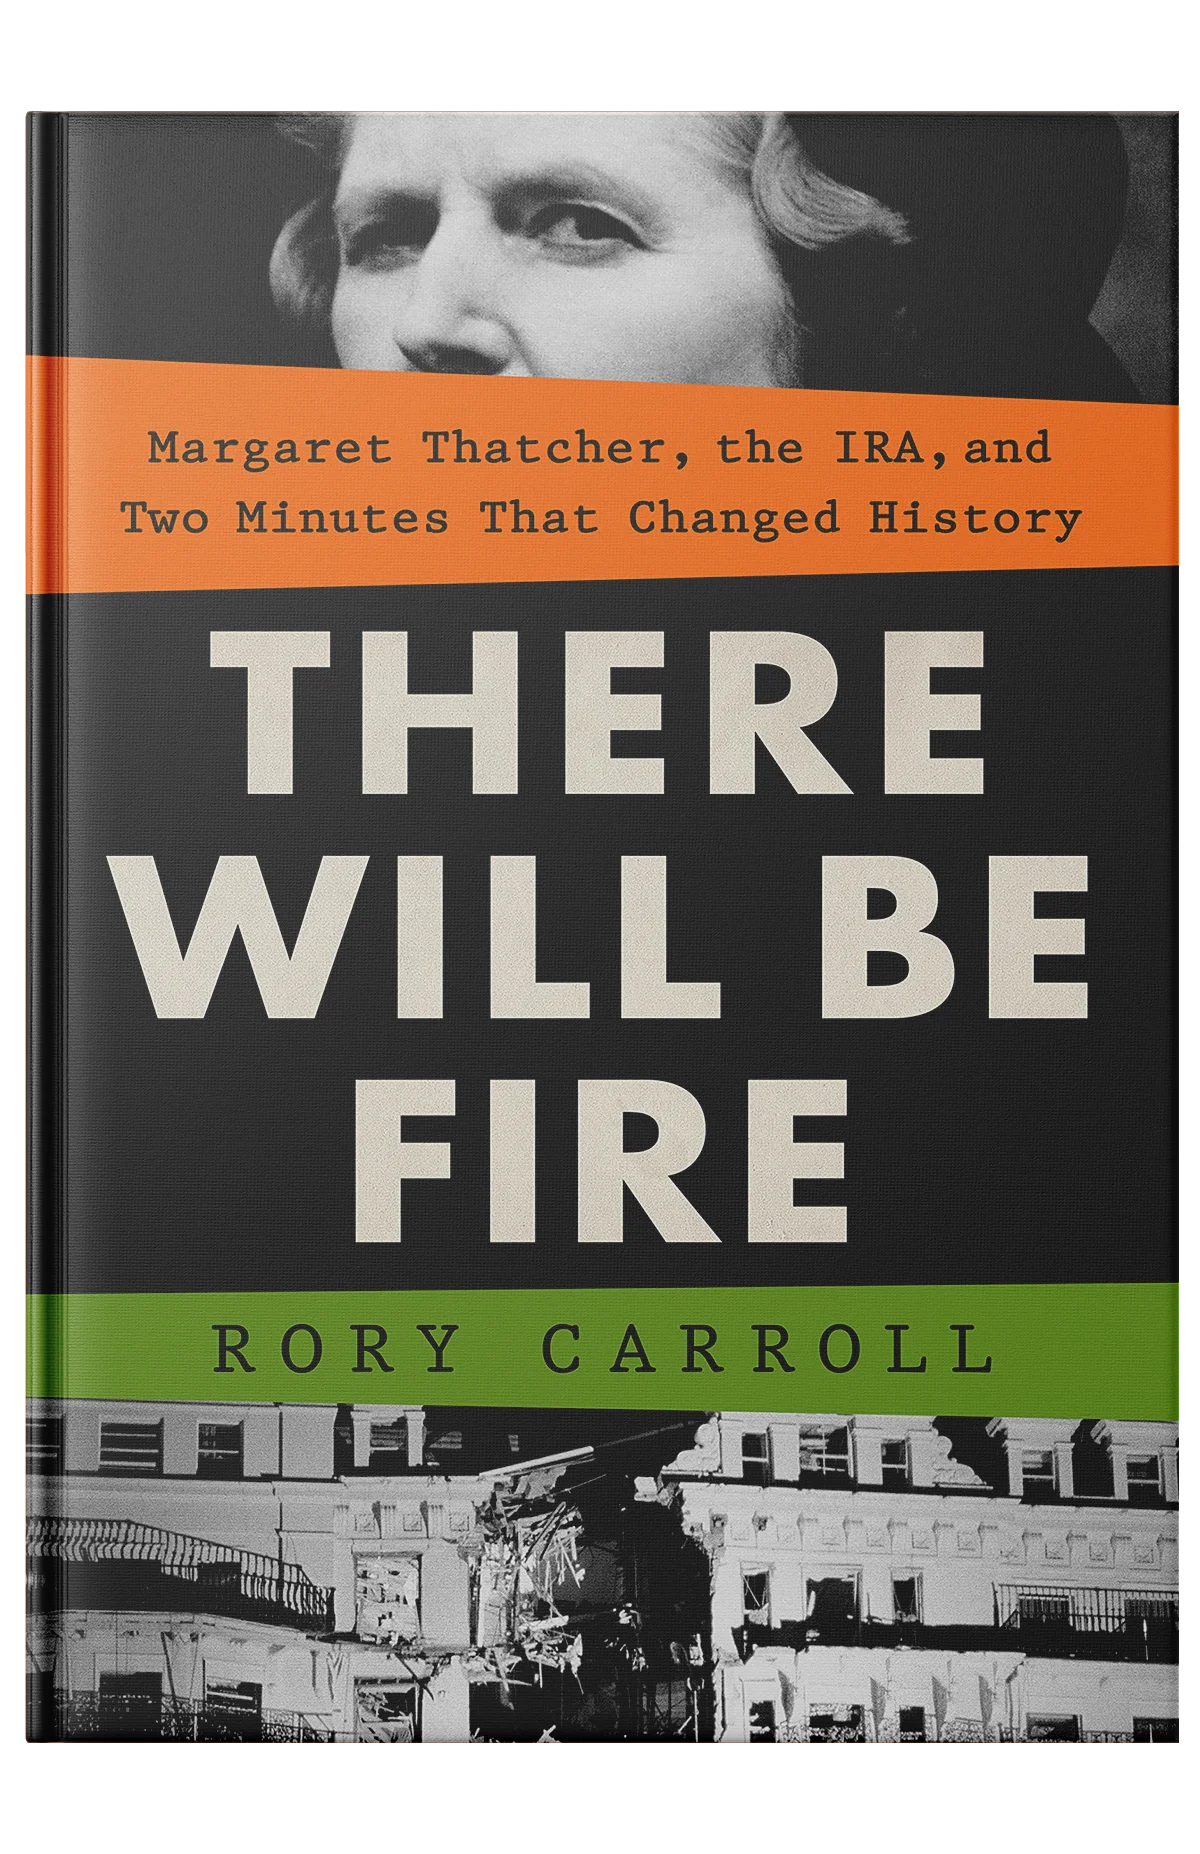 Margaret Thatcher, the IRA, and
Two Minutes That Changed History
THERE
WILL BE
FIRE
RORY CARROLL